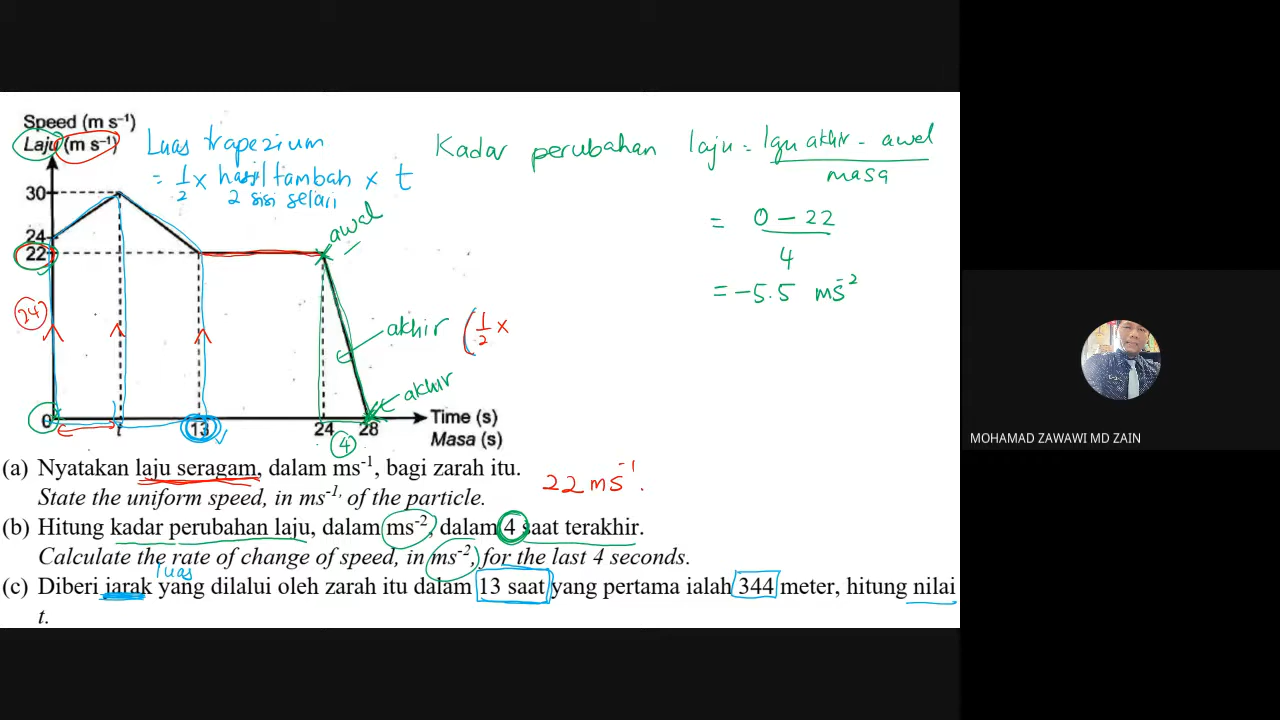 Speed (m s⁻¹)
Laju (m s⁻¹)
30
24
22
24
0
t
13
24
28
4
Time (s)
Masa (s)
Luas trapezium
= 1/2 × hasil tambah × t
2 sisi selari
awal
akhir
akhir
(1/2 ×
Kadar perubahan laju = laju akhir - awal
masa
= 0 - 22
4
= -5.5 ms⁻²
(a) Nyatakan laju seragam, dalam ms⁻¹, bagi zarah itu.
State the uniform speed, in ms⁻¹, of the particle.
22 ms⁻¹.
(b) Hitung kadar perubahan laju, dalam ms⁻², dalam 4 saat terakhir.
Calculate the rate of change of speed, in ms⁻², for the last 4 seconds.
luas
(c) Diberi jarak yang dilalui oleh zarah itu dalam 13 saat yang pertama ialah 344 meter, hitung nilai
t.
MOHAMAD ZAWAWI MD ZAIN